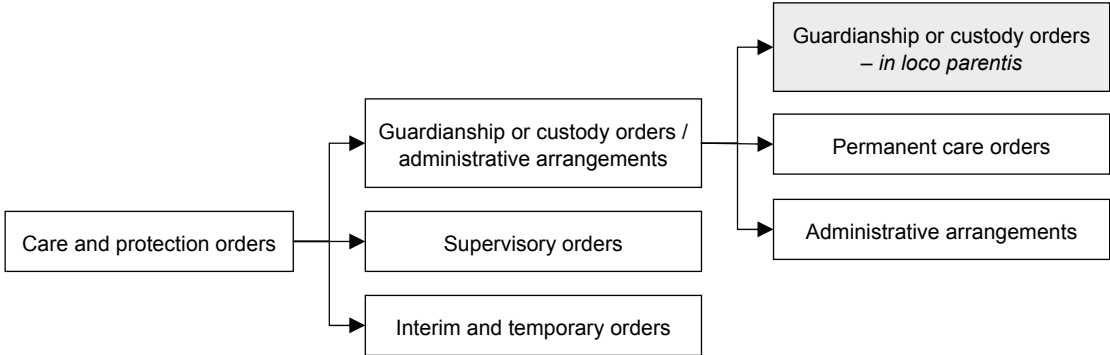 Care and protection orders
Guardianship or custody orders /
administrative arrangements
Supervisory orders
Interim and temporary orders
Guardianship or custody orders
– in loco parentis
Permanent care orders
Administrative arrangements